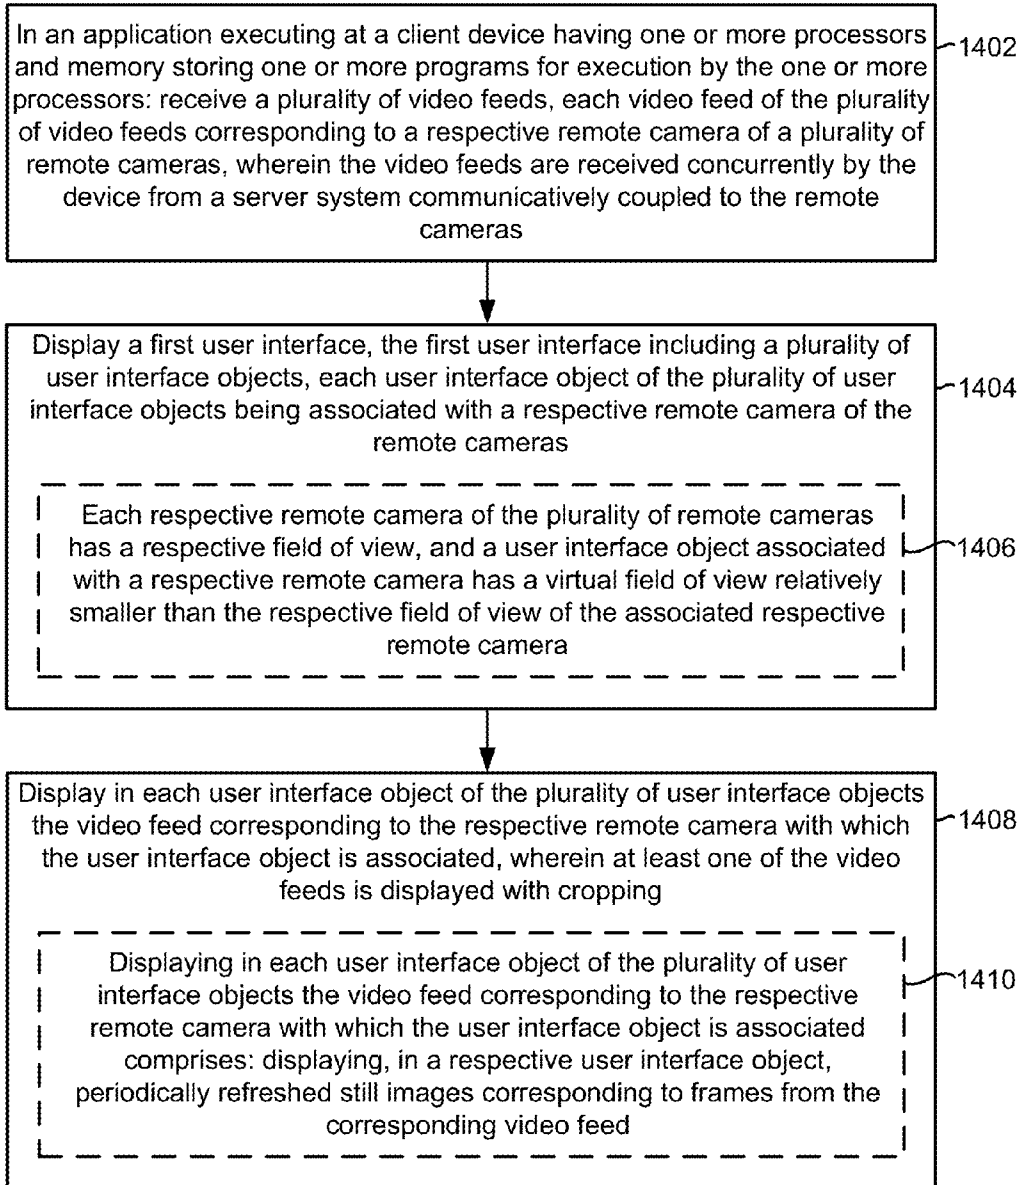 In an application executing at a client device having one or more processors
and memory storing one or more programs for execution by the one or more
processors: receive a plurality of video feeds, each video feed of the plurality
of video feeds corresponding to a respective remote camera of a plurality of
remote cameras, wherein the video feeds are received concurrently by the
device from a server system communicatively coupled to the remote
cameras
1402
Display a first user interface, the first user interface including a plurality of
user interface objects, each user interface object of the plurality of user
interface objects being associated with a respective remote camera of the
remote cameras
1404
Each respective remote camera of the plurality of remote cameras
has a respective field of view, and a user interface object associated
with a respective remote camera has a virtual field of view relatively
smaller than the respective field of view of the associated respective
remote camera
1406
Display in each user interface object of the plurality of user interface objects
the video feed corresponding to the respective remote camera with which
the user interface object is associated, wherein at least one of the video
feeds is displayed with cropping
1408
Displaying in each user interface object of the plurality of user
interface objects the video feed corresponding to the respective
remote camera with which the user interface object is associated
comprises: displaying, in a respective user interface object,
periodically refreshed still images corresponding to frames from the
corresponding video feed
1410